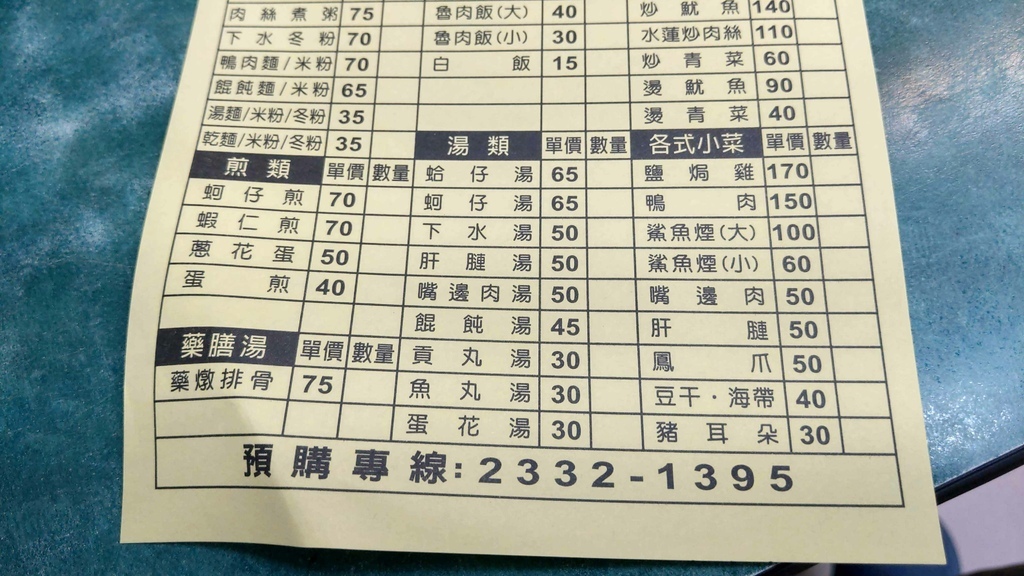 肉絲煮粥 75 魯肉飯(大) 40 炒魷魚 140
下水冬粉 70 魯肉飯(小) 30 水蓮炒肉絲 110
鴨肉麵/米粉 70 白飯 15 炒青菜 60
餛飩麵/米粉 65 燙魷魚 90
湯麵/米粉/冬粉 35 燙青菜 40
乾麵/米粉/冬粉 35 湯類 單價 數量 各式小菜 單價 數量
煎類 單價 數量 蛤仔湯 65 鹽焗雞 170
蚵仔煎 70 蚵仔湯 65 鴨肉 150
蝦仁煎 70 下水湯 50 鯊魚煙(大) 100
蔥花蛋 50 肝腱湯 50 鯊魚煙(小) 60
蛋煎 40 嘴邊肉湯 50 嘴邊肉 50
餛飩湯 45 肝腱 50
藥膳湯 單價 數量 貢丸湯 30 鳳爪 50
藥燉排骨 75 魚丸湯 30 豆干·海帶 40
蛋花湯 30 豬耳朵 30
預購專線:2332-1395